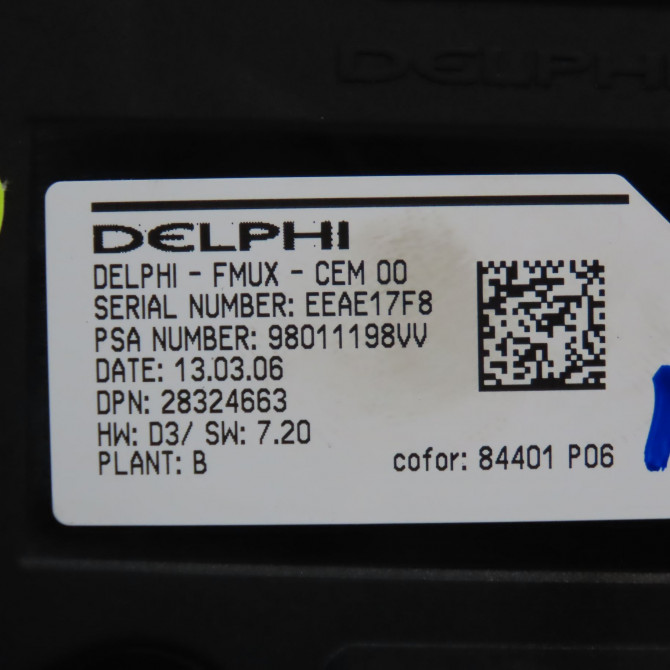 DELPHI
DELPHI
DELPHI - FMUX - CEM 00
SERIAL NUMBER: EEAE17F8
PSA NUMBER: 98011198VV
DATE: 13.03.06
DPN: 28324663
HW: D3/ SW: 7.20
PLANT: B
cofor: 84401 P06